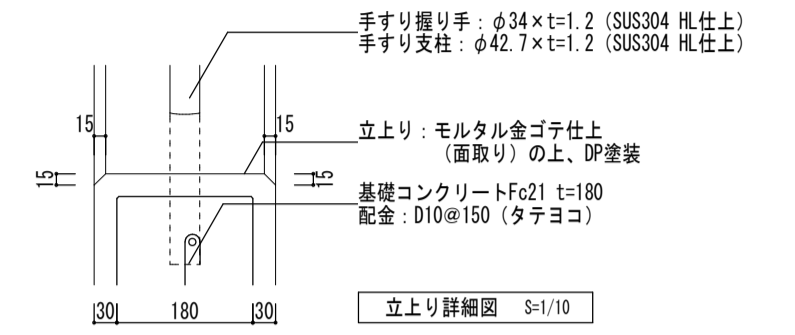 手すり握り手：φ34×t=1.2（SUS304 HL仕上）
手すり支柱：φ42.7×t=1.2（SUS304 HL仕上）
15
15
立上り：モルタル金ゴテ仕上
（面取り）の上、DP塗装
15
15
基礎コンクリートFc21 t=180
配金：D10@150（タテヨコ）
30
180
30
立上り詳細図 S=1/10